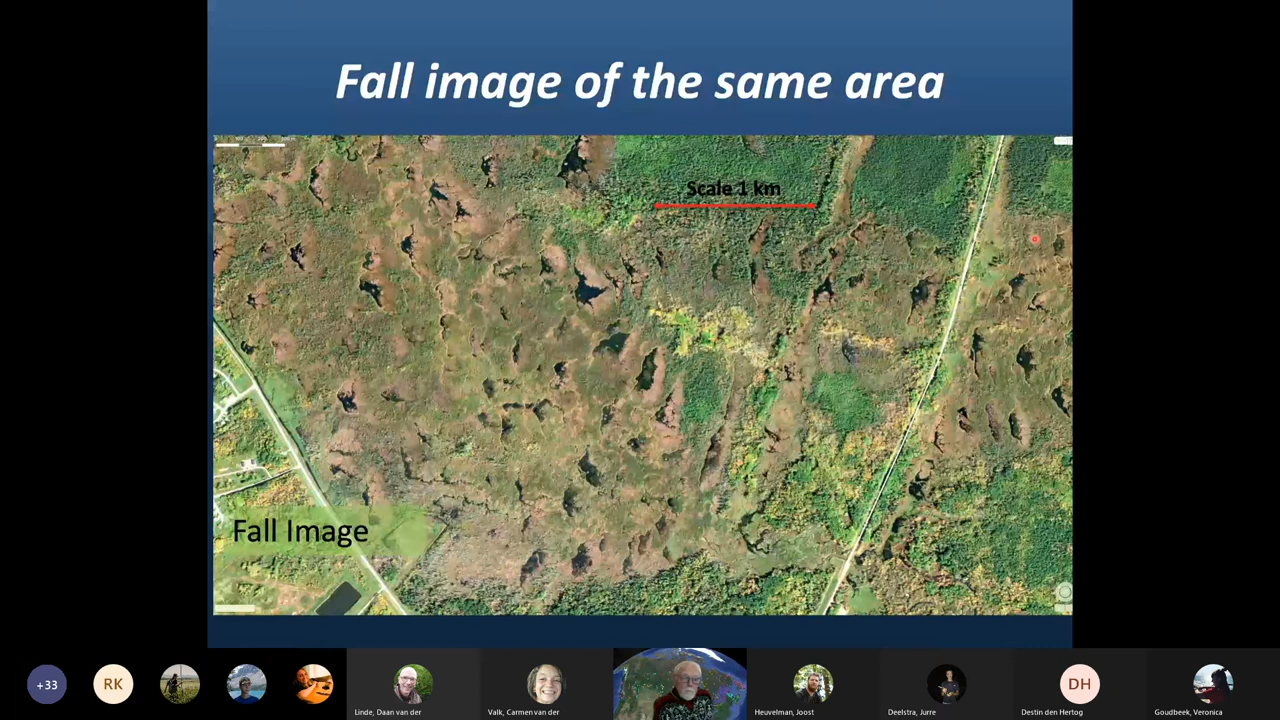 Fall image of the same area
Scale 1 km
Fall Image
+33
RK
Linde, Daan van der
Valk, Carmen van der
Heuvelman, Joost
Deelstra, Jurre
DH
Destin den Hertog
Goudbeek, Veronica